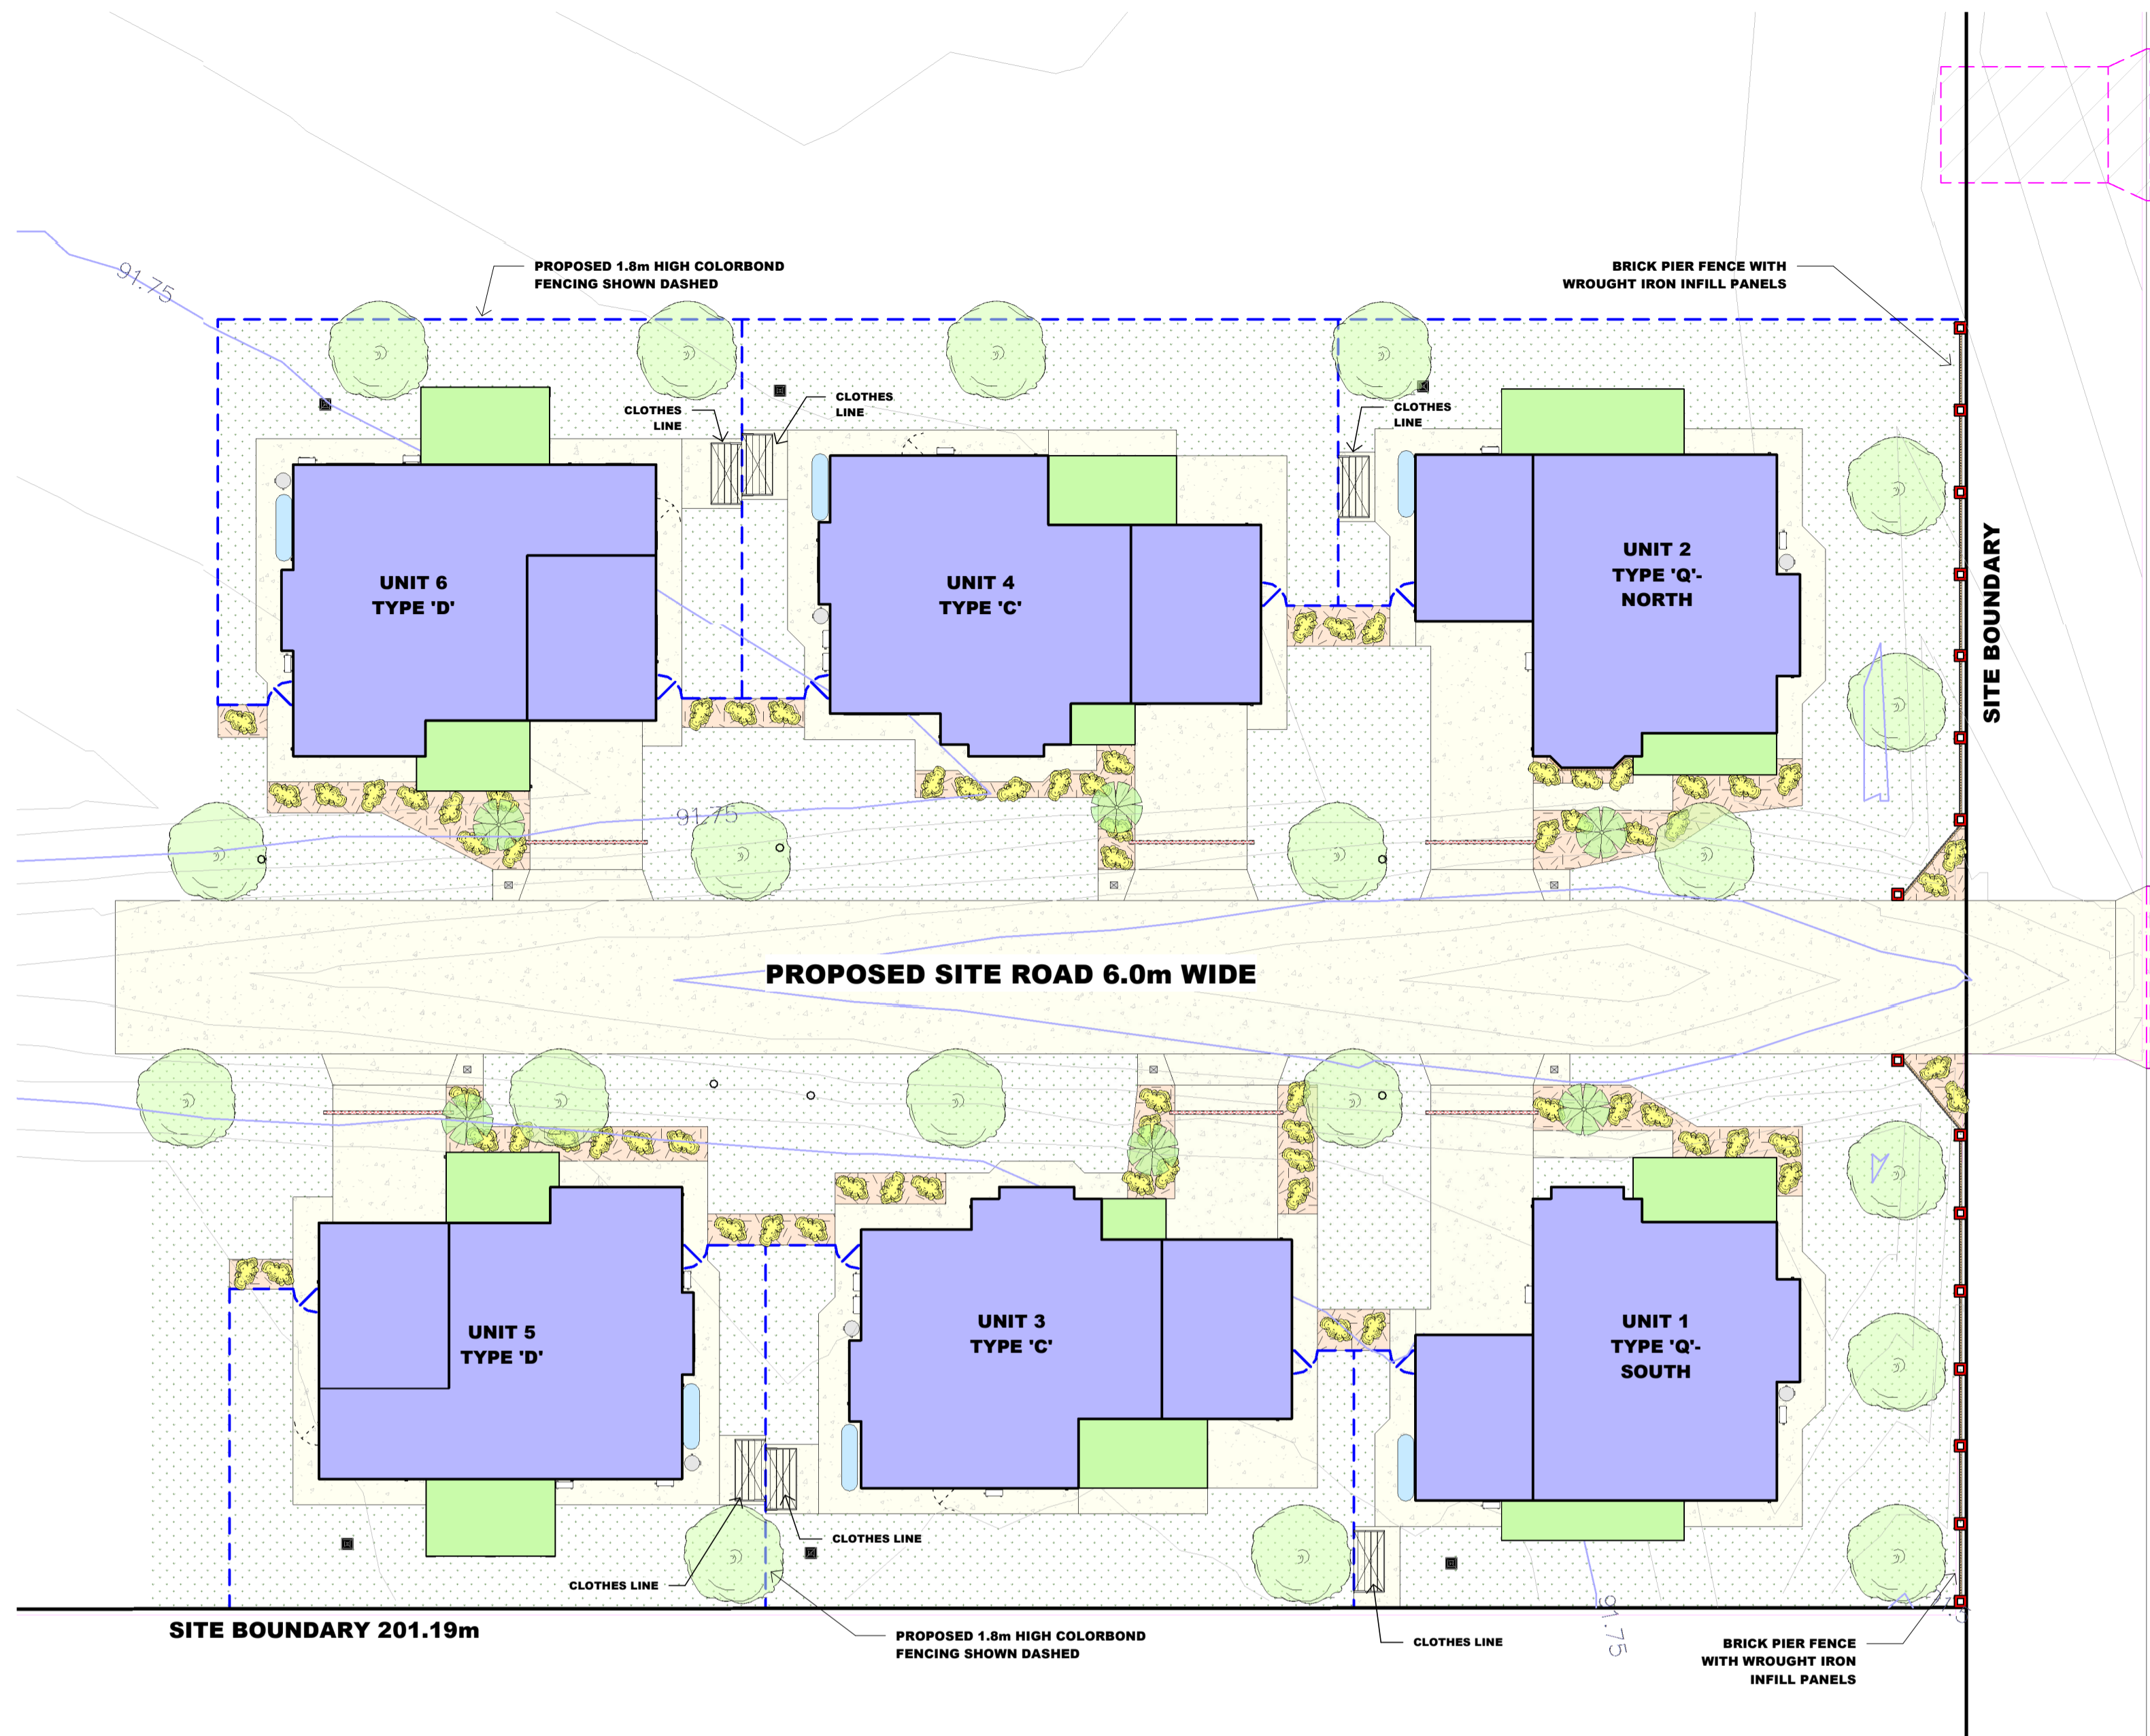 91.75
PROPOSED 1.8m HIGH COLORBOND
FENCING SHOWN DASHED
BRICK PIER FENCE WITH
WROUGHT IRON INFILL PANELS
CLOTHES
LINE
CLOTHES
LINE
CLOTHES
LINE
UNIT 6
TYPE 'D'
UNIT 4
TYPE 'C'
UNIT 2
TYPE 'Q'-
NORTH
SITE BOUNDARY
91.75
PROPOSED SITE ROAD 6.0m WIDE
UNIT 5
TYPE 'D'
UNIT 3
TYPE 'C'
UNIT 1
TYPE 'Q'-
SOUTH
CLOTHES LINE
CLOTHES LINE
SITE BOUNDARY 201.19m
PROPOSED 1.8m HIGH COLORBOND
FENCING SHOWN DASHED
CLOTHES LINE
91.75
BRICK PIER FENCE
WITH WROUGHT IRON
INFILL PANELS